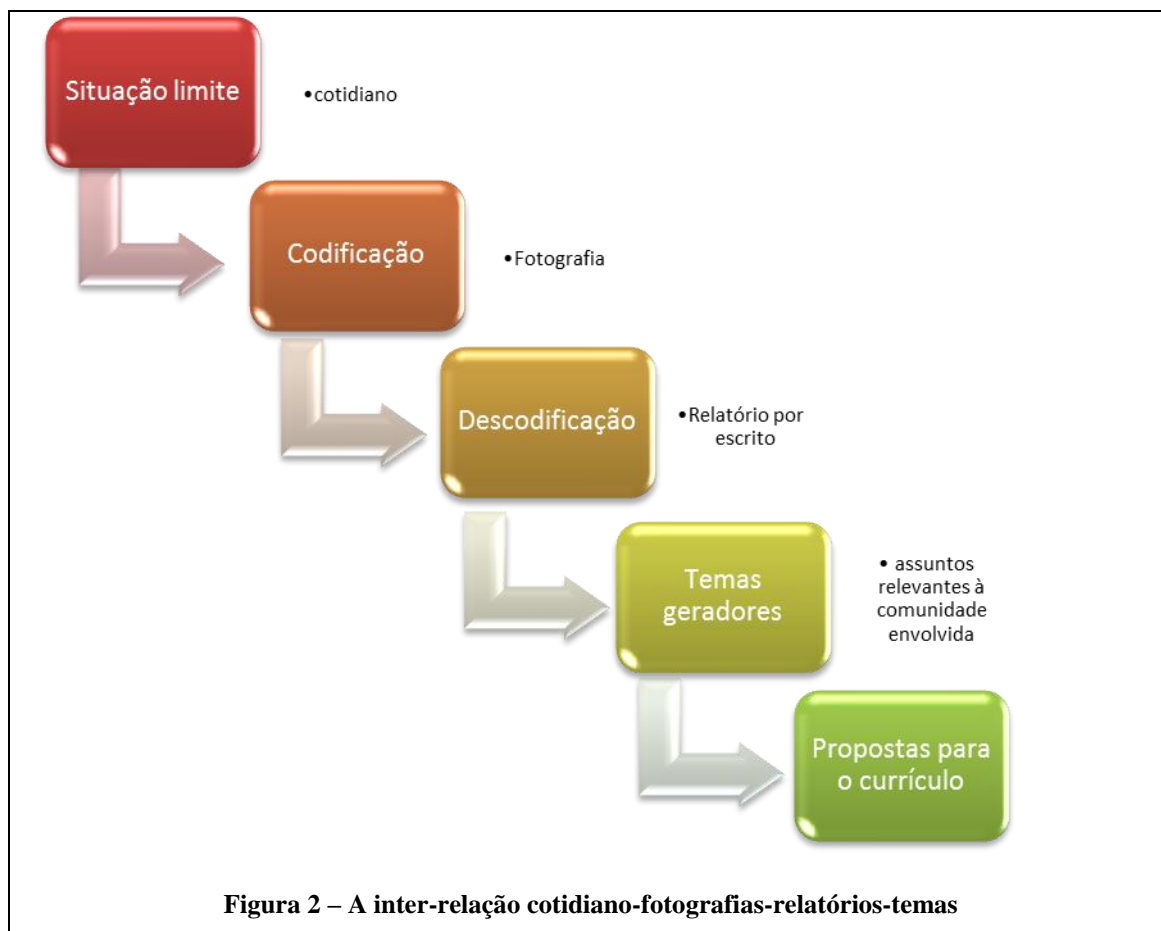 Situação limite
•cotidiano
Codificação
•Fotografia
Descodificação
•Relatório por
escrito
Temas
geradores
• assuntos
relevantes à
comunidade
envolvida
Propostas para
o currículo
Figura 2 – A inter-relação cotidiano-fotografias-relatórios-temas